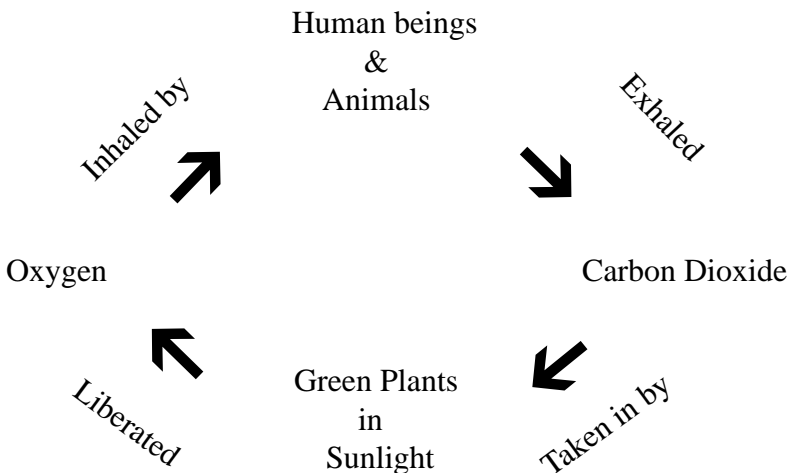 Human beings
&
Animals
Inhaled by
Exhaled
Oxygen
Carbon Dioxide
Liberated
Green Plants
in
Sunlight
Taken in by